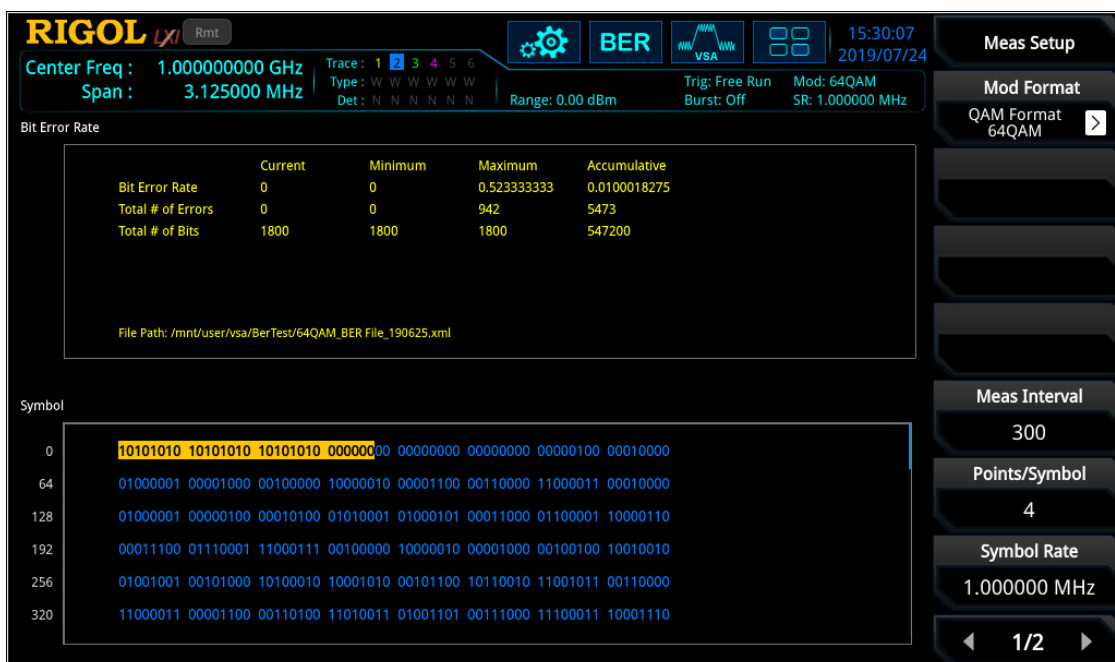 RIGOL LXI Rmt
BER
VSA
15:30:07
2019/07/24
Center Freq : 1.000000000 GHz
Span : 3.125000 MHz
Trace : 1 2 3 4 5 6
Type : W W W W W W
Det : N N N N N N
Range: 0.00 dBm
Trig: Free Run
Burst: Off
Mod: 64QAM
SR: 1.000000 MHz
Bit Error Rate
Current Minimum Maximum Accumulative
Bit Error Rate 0 0 0.523333333 0.0100018275
Total # of Errors 0 0 942 5473
Total # of Bits 1800 1800 1800 547200
File Path: /mnt/user/vsa/BerTest/64QAM_BER File_190625.xml
Symbol
0 10101010 10101010 10101010 00000000 00000000 00000000 00000100 00010000
64 01000001 00001000 00100000 10000010 00001100 00110000 11000011 00010000
128 01000001 00000100 00010100 01010001 01000101 00011000 01100001 10000110
192 00011100 01110001 11000111 00100000 10000010 00001000 00100100 10010010
256 01001001 00101000 10100010 10001010 00101100 10110010 11001011 00110000
320 11000011 00001100 00110100 11010011 01001101 00111000 11100011 10001110
Meas Setup
Mod Format
QAM Format
64QAM
>
Meas Interval
300
Points/Symbol
4
Symbol Rate
1.000000 MHz
1/2